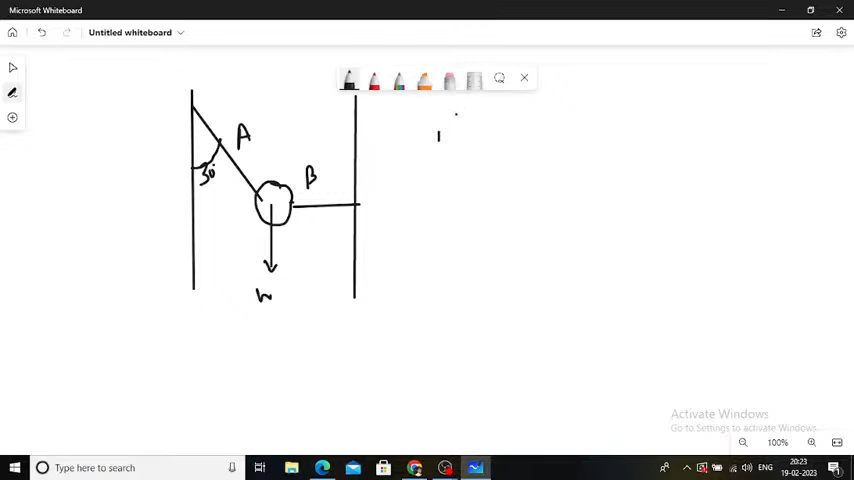 Microsoft Whiteboard
Untitled whiteboard
A
30
B
W
Activate Windows
Go to Settings to activate Windows.
100%
Type here to search
ENG
20:23
19-02-2023